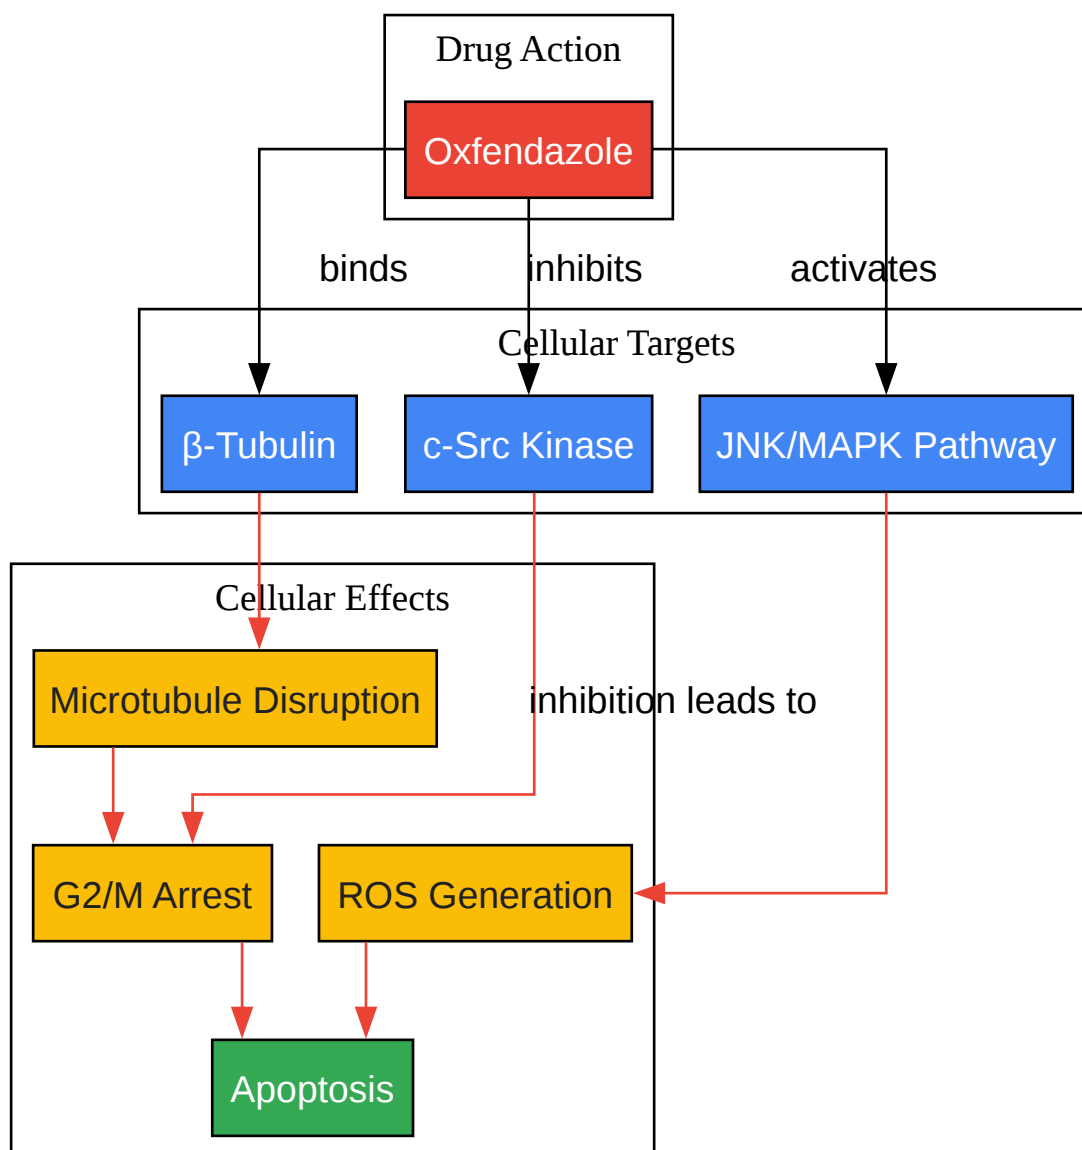 Drug Action
Oxfendazole
binds
inhibits
activates
Cellular Targets
β-Tubulin
c-Src Kinase
JNK/MAPK Pathway
Cellular Effects
Microtubule Disruption
inhibition leads to
G2/M Arrest
ROS Generation
Apoptosis